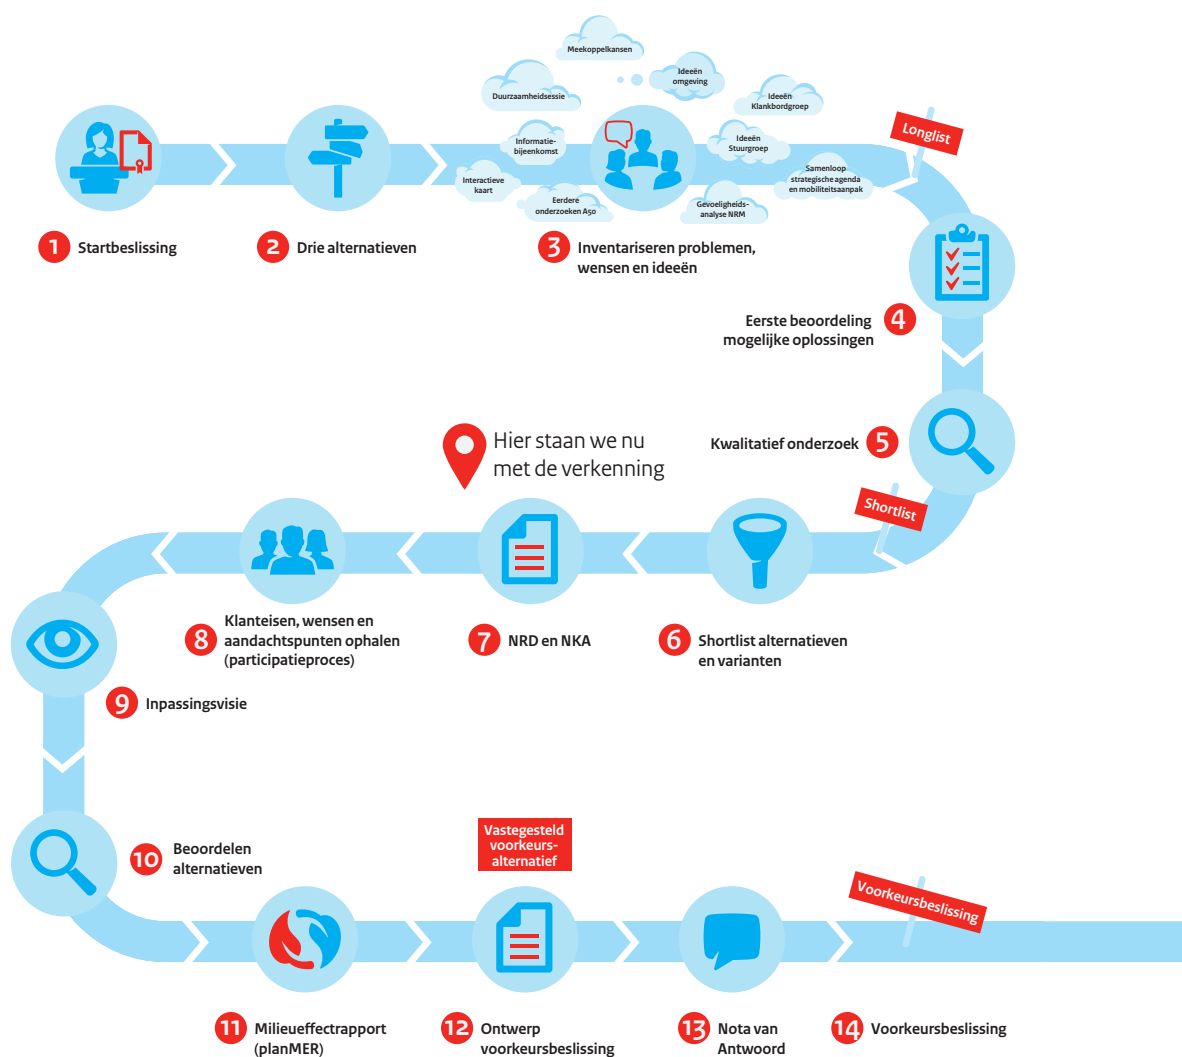 Meekoppelkansen
Ideeën
omgeving
Duurzaamheidsessie
Ideeën
Klankbordgroep
Informatie-
bijeenkomst
Ideeën
Stuurgroep
Longlist
Interactieve
kaart
Eerdere
onderzoeken A50
Gevoeligheids-
analyse NRM
Samenloop
strategische agenda
en mobiliteitsaanpak
1 Startbeslissing
2 Drie alternatieven
3 Inventariseren problemen,
wensen en ideeën
Eerste beoordeling 4
mogelijke oplossingen
Kwalitatief onderzoek 5
Hier staan we nu
met de verkenning
Shortlist
6 Shortlist alternatieven
en varianten
7 NRD en NKA
8 Klanteisen, wensen en
aandachtspunten ophalen
(participatieproces)
9 Inpassingsvisie
10 Beoordelen
alternatieven
Vastegesteld
voorkeurs-
alternatief
Voorkeursbeslissing
11 Milieueffectrapport
(planMER)
12 Ontwerp
voorkeursbeslissing
13 Nota van
Antwoord
14 Voorkeursbeslissing